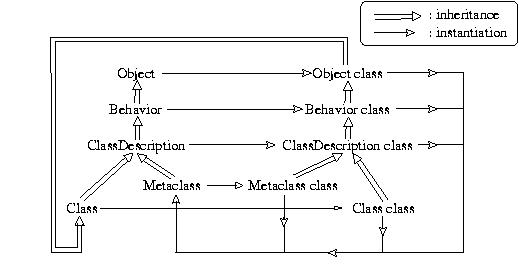 : inheritance
: instantiation
Object Object class
Behavior Behavior class
ClassDescription ClassDescription class
Metaclass Metaclass class
Class Class class